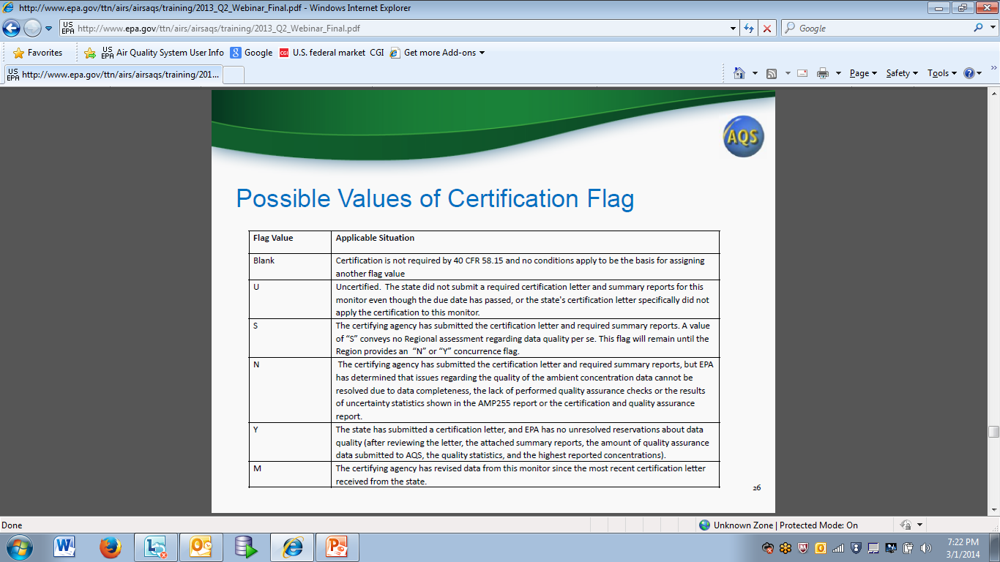 http://www.epa.gov/ttn/airs/airsaqs/training/2013_Q2_Webinar_Final.pdf - Windows Internet Explorer
US EPA http://www.epa.gov/ttn/airs/airsaqs/training/2013_Q2_Webinar_Final.pdf Google
Favorites US EPA Air Quality System User Info Google CGI U.S. federal market CGI Get more Add-ons
US EPA http://www.epa.gov/ttn/airs/airsaqs/training/201... Page Safety Tools
AQS
Possible Values of Certification Flag
Flag Value Applicable Situation
Blank Certification is not required by 40 CFR 58.15 and no conditions apply to be the basis for assigning
another flag value
U Uncertified. The state did not submit a required certification letter and summary reports for this
monitor even though the due date has passed, or the state's certification letter specifically did not
apply the certification to this monitor.
S The certifying agency has submitted the certification letter and required summary reports. A value
of “S” conveys no Regional assessment regarding data quality per se. This flag will remain until the
Region provides an “N” or “Y” concurrence flag.
N The certifying agency has submitted the certification letter and required summary reports, but EPA
has determined that issues regarding the quality of the ambient concentration data cannot be
resolved due to data completeness, the lack of performed quality assurance checks or the results
of uncertainty statistics shown in the AMP255 report or the certification and quality assurance
report.
Y The state has submitted a certification letter, and EPA has no unresolved reservations about data
quality (after reviewing the letter, the attached summary reports, the amount of quality assurance
data submitted to AQS, the quality statistics, and the highest reported concentrations).
M The certifying agency has revised data from this monitor since the most recent certification letter
received from the state.
26
Done Unknown Zone | Protected Mode: On
7:22 PM
3/1/2014